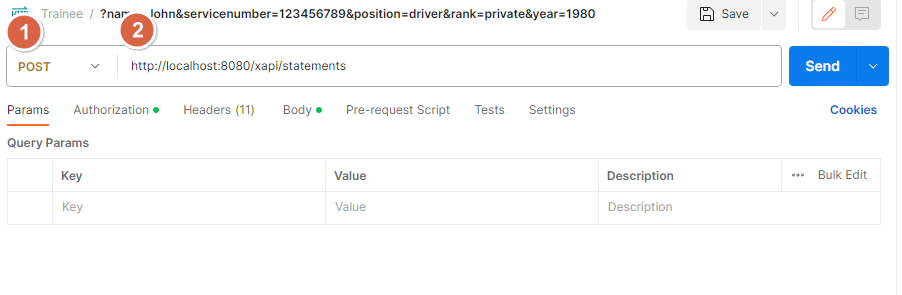 HTTP Trainee / ?name=John&servicenumber=123456789&position=driver&rank=private&year=1980 Save
1 2
POST http://localhost:8080/xapi/statements Send
Params Authorization Headers (11) Body Pre-request Script Tests Settings Cookies
Query Params
Key Value Description ••• Bulk Edit
Key Value Description